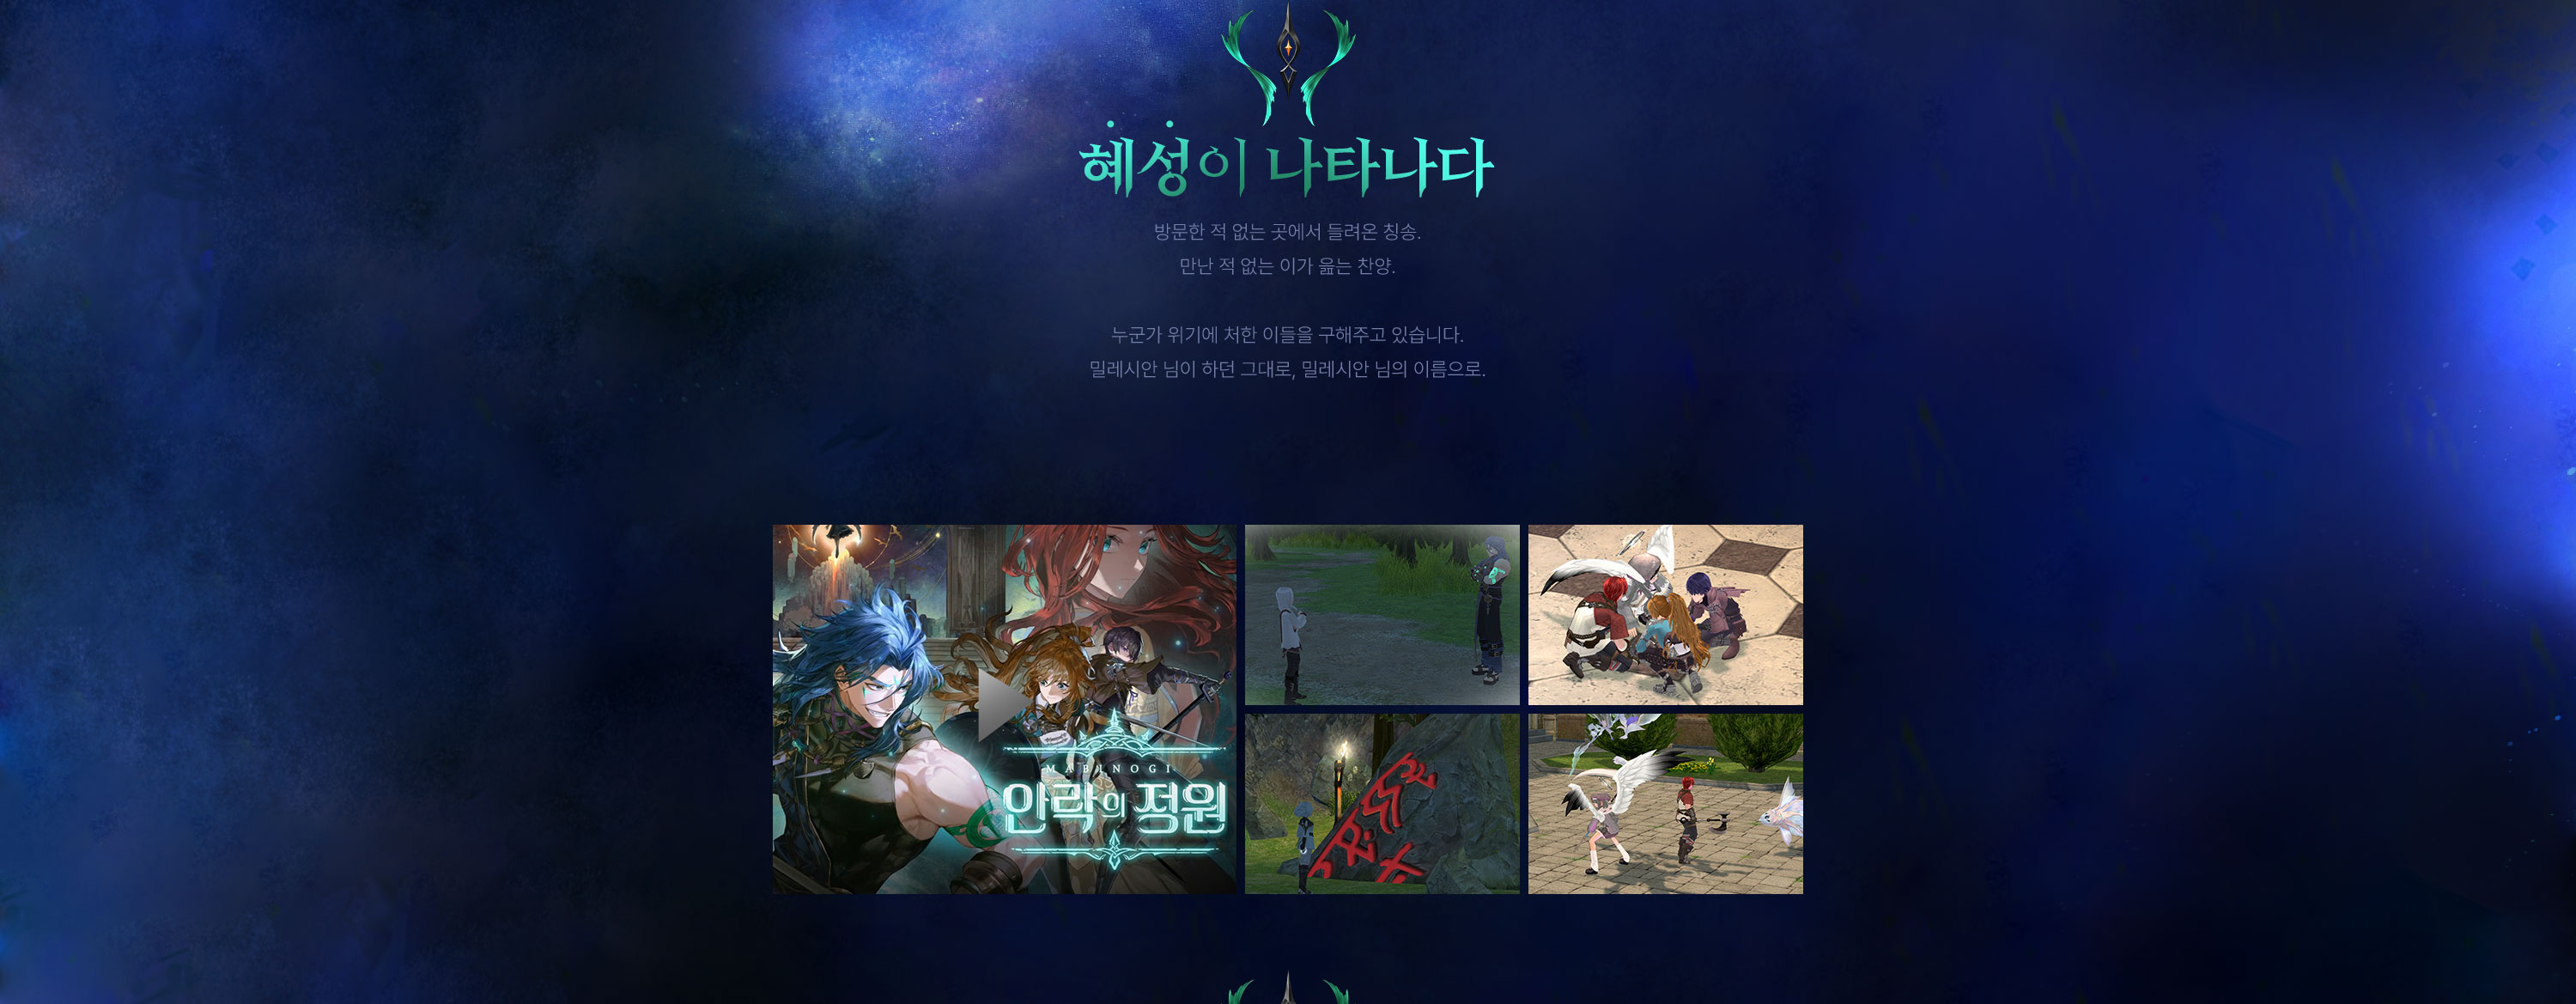 혜성이 나타나다
방문한 적 없는 곳에서 들려온 칭송.
만난 적 없는 이가 읊는 찬양.
누군가 위기에 처한 이들을 구해주고 있습니다.
밀레시안 님이 하던 그대로, 밀레시안 님의 이름으로.
MABINOGI
안락의 정원